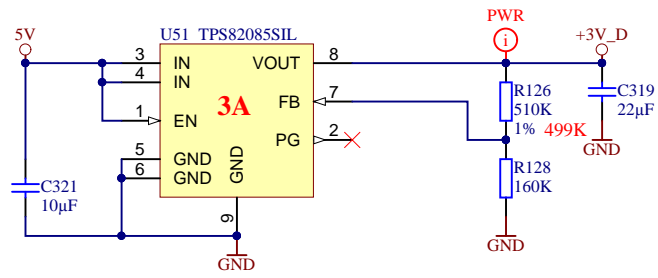 PWR
U51 TPS82085SIL
5V
+3V_D
3 IN VOUT 8
4 IN
FB 7
3A
1 EN
PG 2
5 GND
6 GND
GND
9
GND
i
R126
510K
1% 499K
R128
160K
GND
C319
22µF
GND
C321
10µF